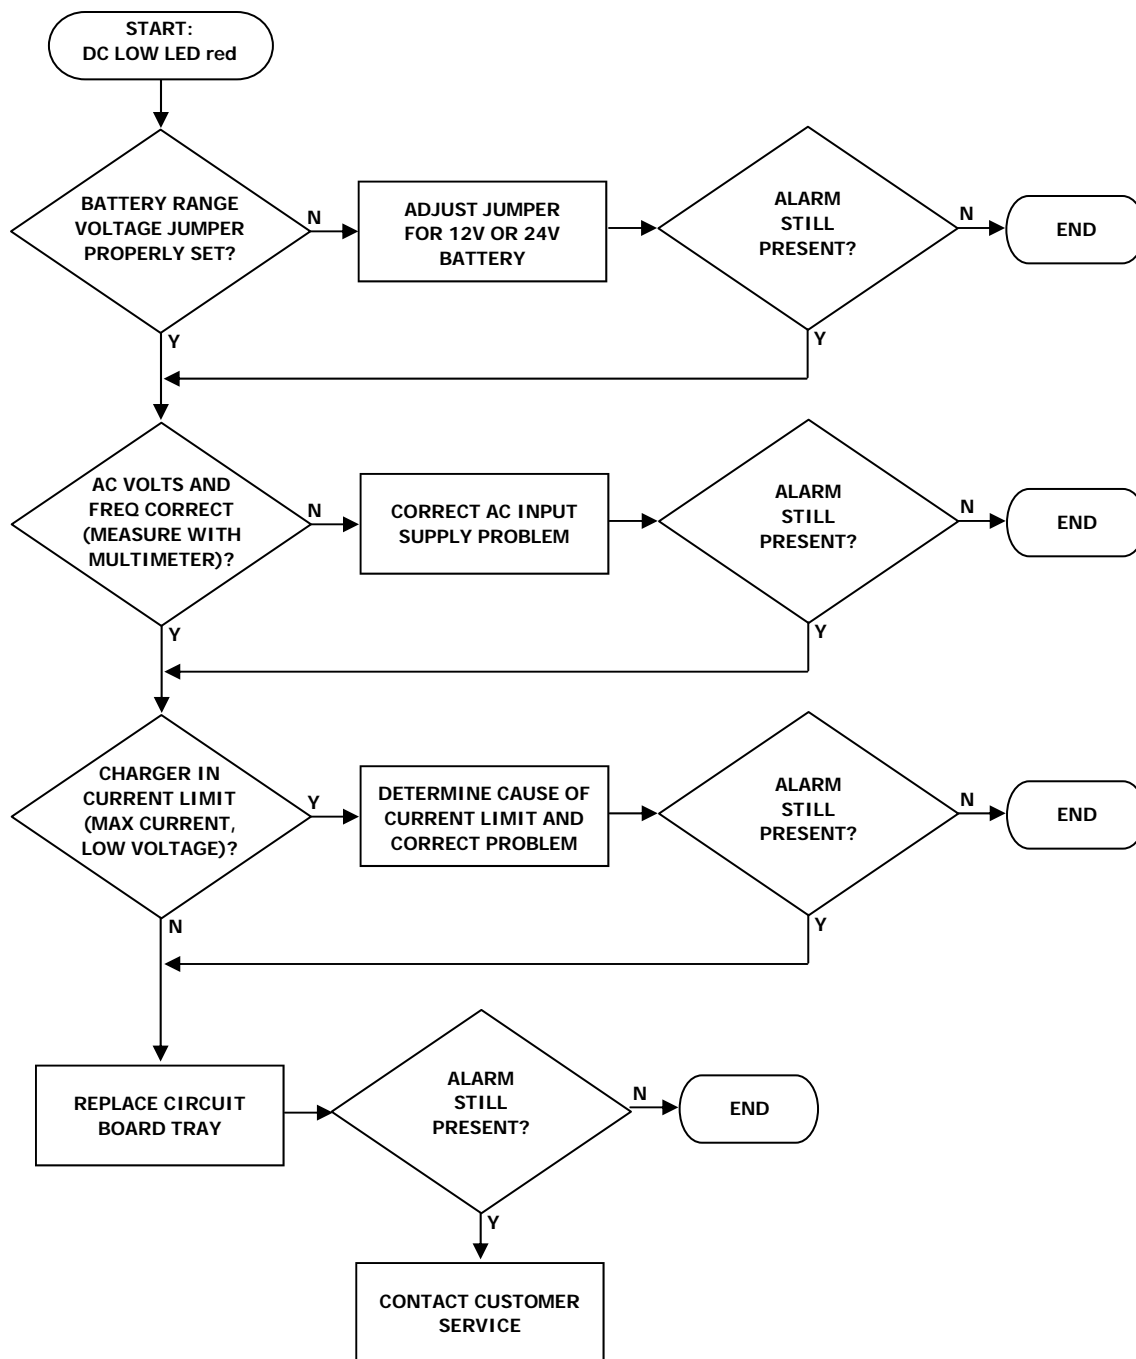 START:
DC LOW LED red
BATTERY RANGE
VOLTAGE JUMPER
PROPERLY SET?
N
ADJUST JUMPER
FOR 12V OR 24V
BATTERY
ALARM
STILL
PRESENT?
N
END
Y
Y
AC VOLTS AND
FREQ CORRECT
(MEASURE WITH
MULTIMETER)?
N
CORRECT AC INPUT
SUPPLY PROBLEM
ALARM
STILL
PRESENT?
N
END
Y
Y
CHARGER IN
CURRENT LIMIT
(MAX CURRENT,
LOW VOLTAGE)?
Y
DETERMINE CAUSE OF
CURRENT LIMIT AND
CORRECT PROBLEM
ALARM
STILL
PRESENT?
N
END
N
Y
REPLACE CIRCUIT
BOARD TRAY
ALARM
STILL
PRESENT?
N
END
Y
CONTACT CUSTOMER
SERVICE